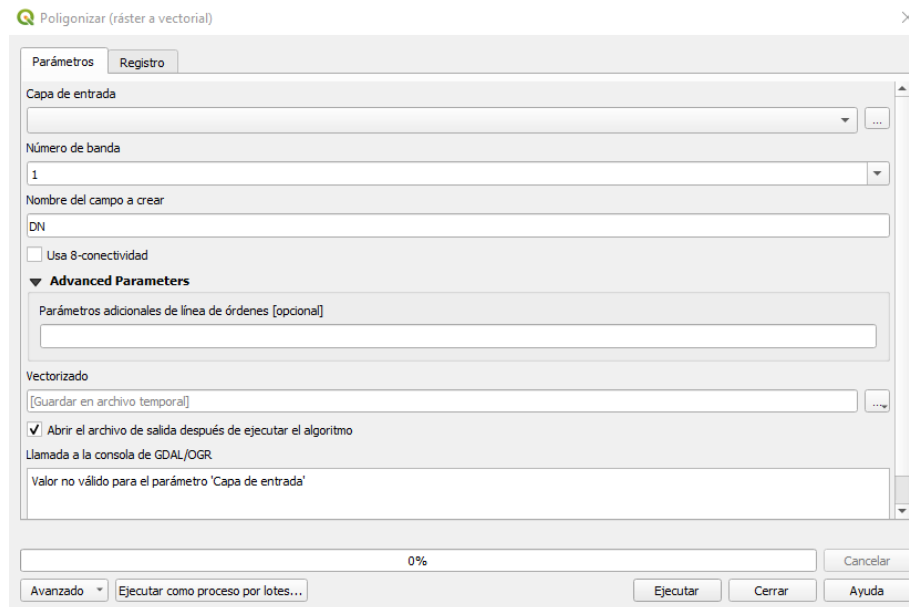 Poligonizar (ráster a vectorial)
Parámetros Registro
Capa de entrada
...
Número de banda
1
Nombre del campo a crear
DN
Usa 8-conectividad
Advanced Parameters
Parámetros adicionales de línea de órdenes [opcional]
Vectorizado
[Guardar en archivo temporal]
...
Abrir el archivo de salida después de ejecutar el algoritmo
Llamada a la consola de GDAL/OGR
Valor no válido para el parámetro 'Capa de entrada'
0% Cancelar
Avanzado Ejecutar como proceso por lotes... Ejecutar Cerrar Ayuda